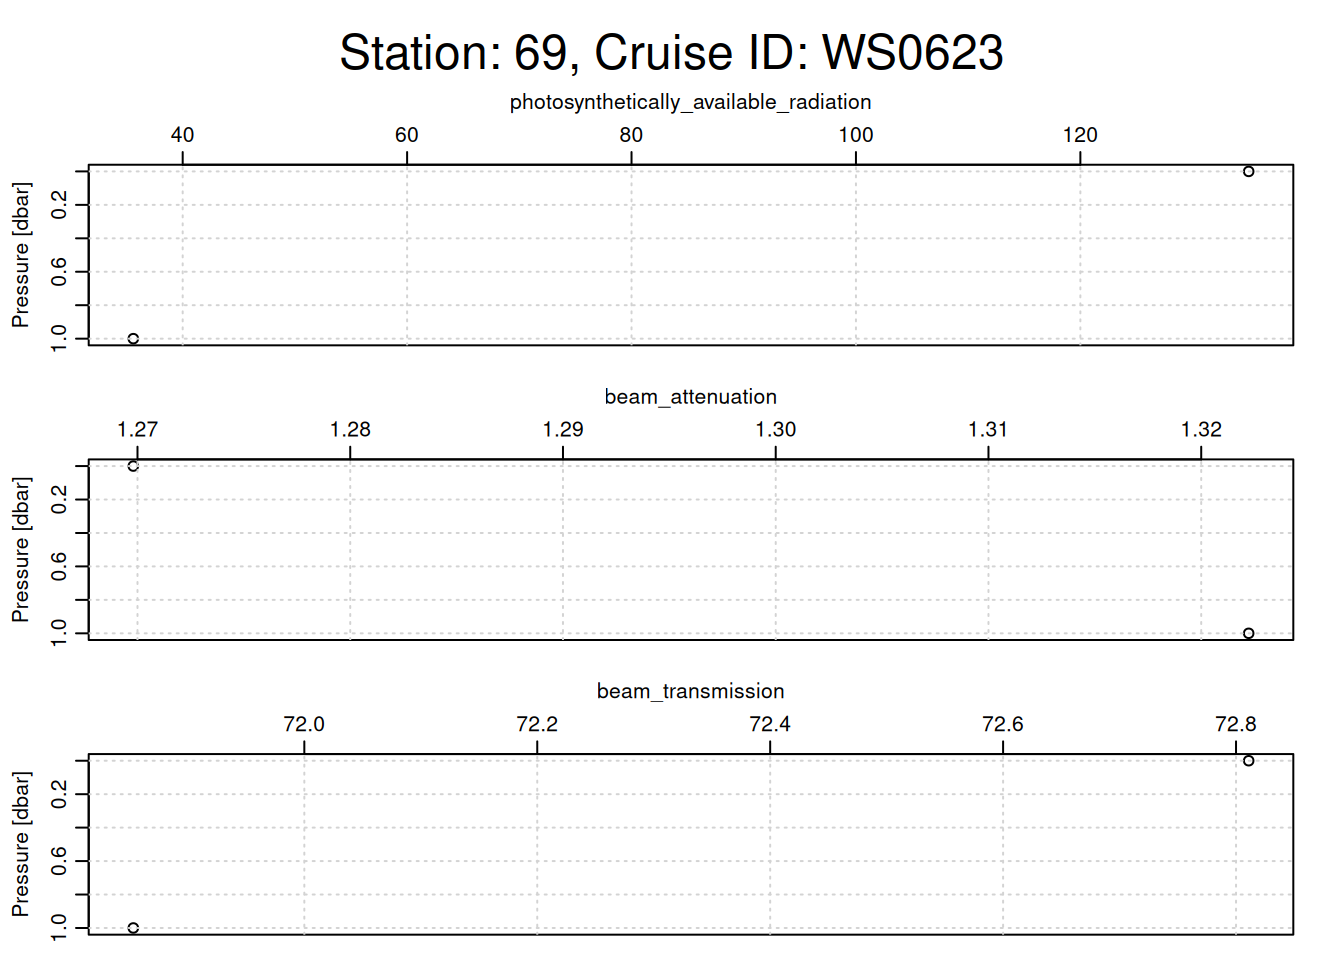 Station: 69, Cruise ID: WS0623
photosynthetically_available_radiation
40 60 80 100 120
Pressure [dbar]
0.2
0.6
1.0
beam_attenuation
1.27 1.28 1.29 1.30 1.31 1.32
Pressure [dbar]
0.2
0.6
1.0
beam_transmission
72.0 72.2 72.4 72.6 72.8
Pressure [dbar]
0.2
0.6
1.0